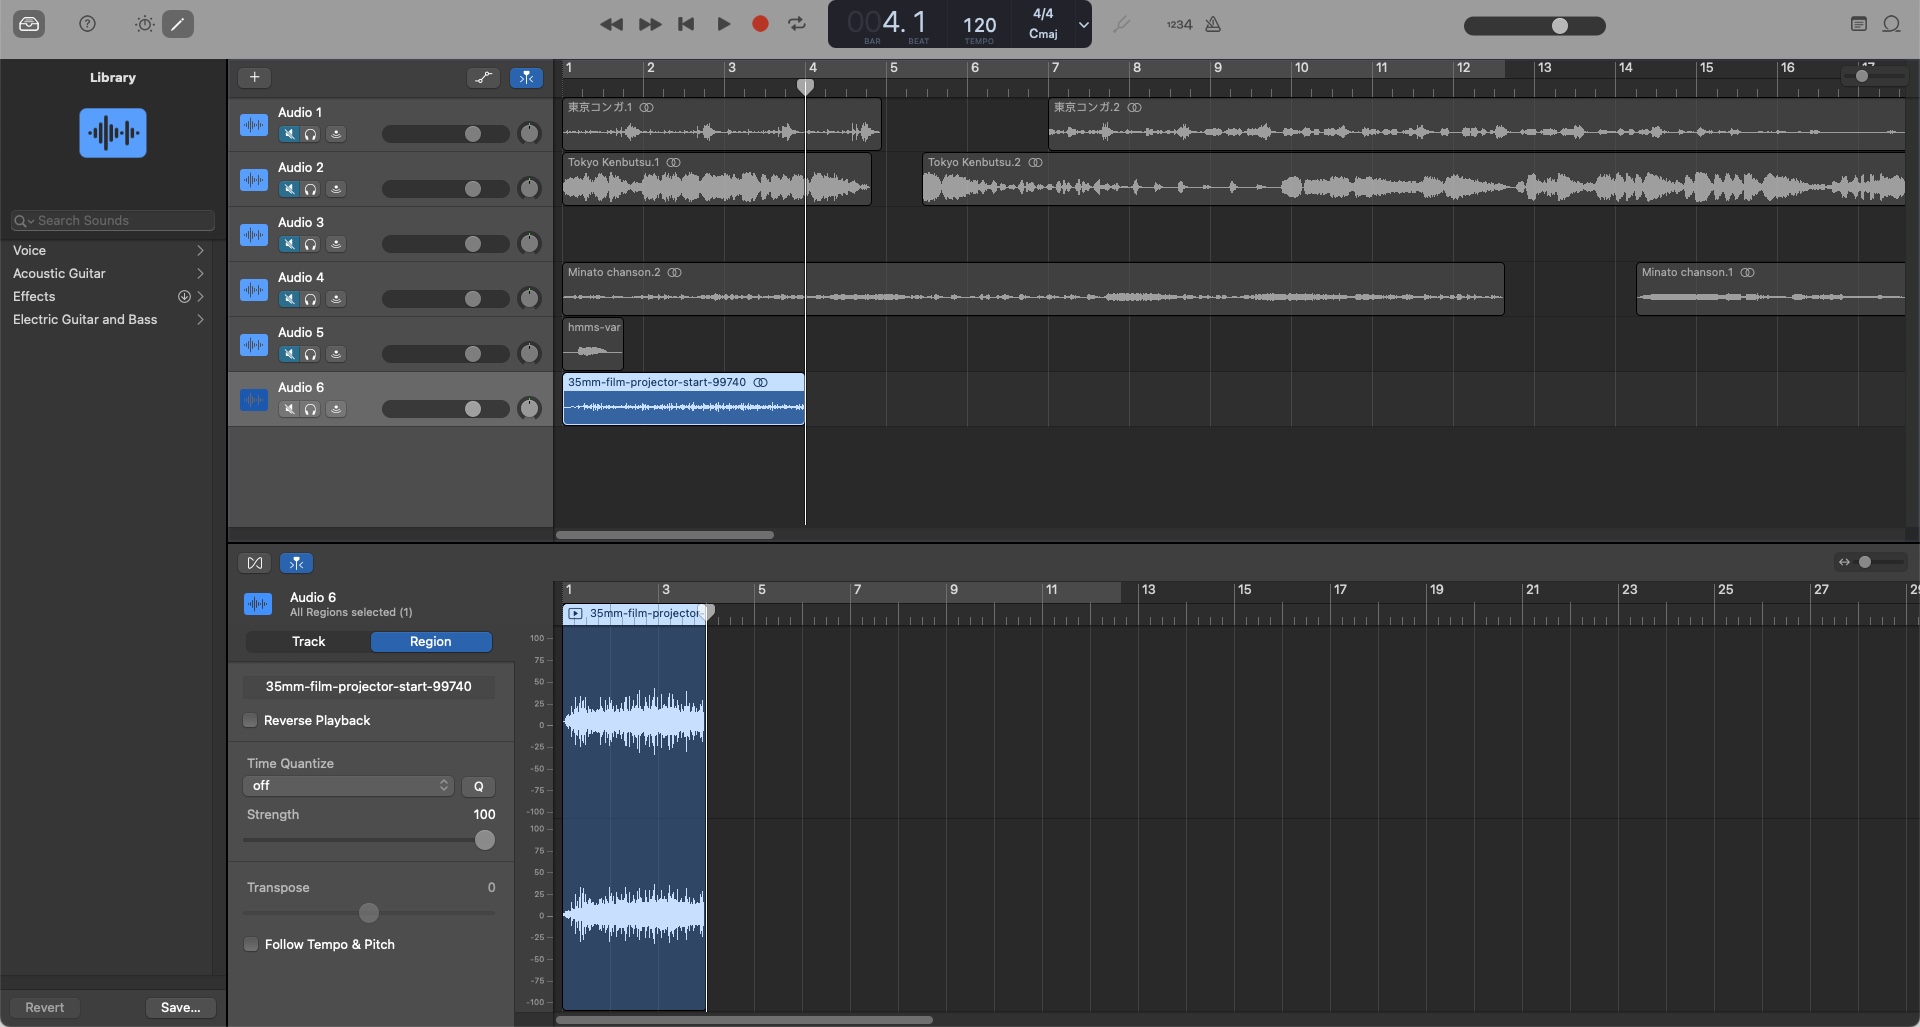 004. 1
BAR
BEAT
120
TEMPO
4/4
Cmaj
1234
Library
Search Sounds
Voice
Acoustic Guitar
Effects
Electric Guitar and Bass
Revert
Save...
1 2 3 4 5 6 7 8 9 10 11 12 13 14 15 16 17
Audio 1
東京コンガ.1
東京コンガ.2
Audio 2
Tokyo Kenbutsu.1
Tokyo Kenbutsu.2
Audio 3
Audio 4
Minato chanson.2
Minato chanson.1
Audio 5
hmms-var
Audio 6
35mm-film-projector-start-99740
Audio 6
All Regions selected (1)
Track
Region
35mm-film-projector-start-99740
Reverse Playback
Time Quantize
off
Q
Strength
100
Transpose
0
Follow Tempo & Pitch
1 3 5 7 9 11 13 15 17 19 21 23 25 27 29
35mm-film-projector-
100
75
50
25
0
-25
-50
-75
-100
100
75
50
25
0
-25
-50
-75
-100